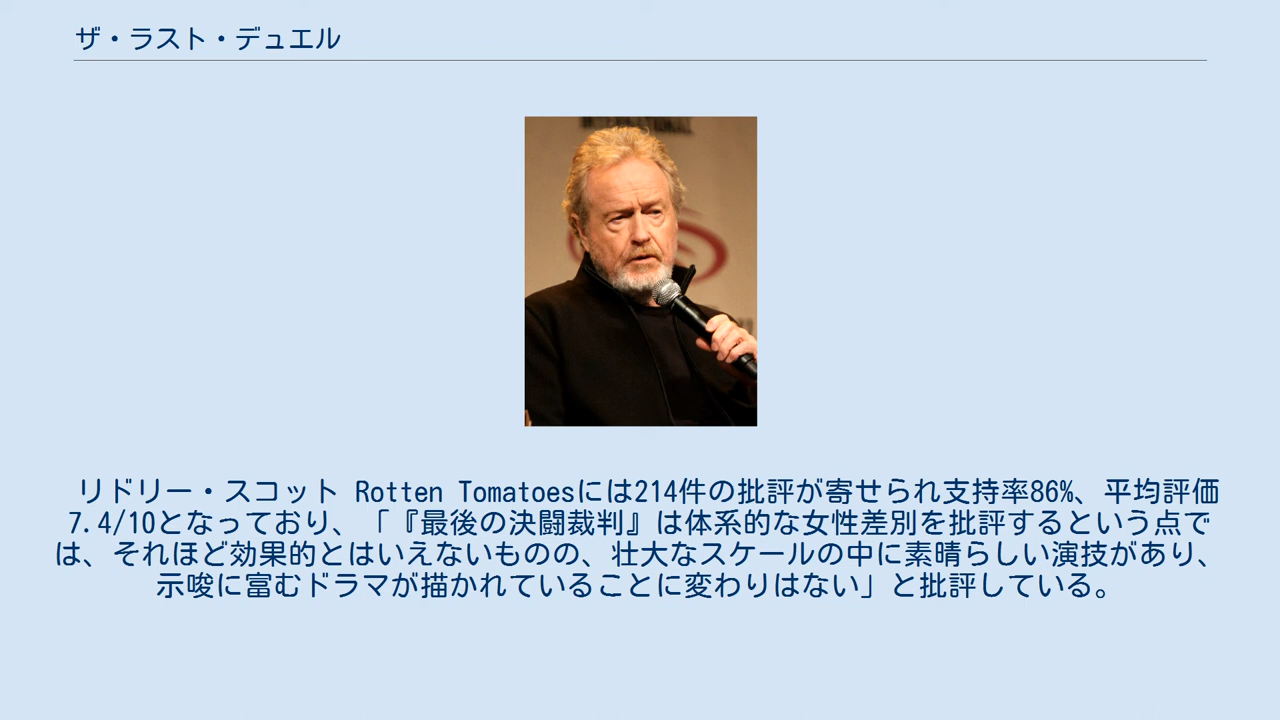 ザ・ラスト・デュエル
リドリー・スコット Rotten Tomatoesには214件の批評が寄せられ支持率86%、平均評価
7.4/10となっており、「『最後の決闘裁判』は体系的な女性差別を批評するという点で
は、それほど効果的とはいえないものの、壮大なスケールの中に素晴らしい演技があり、
示唆に富むドラマが描かれていることに変わりはない」と批評している。